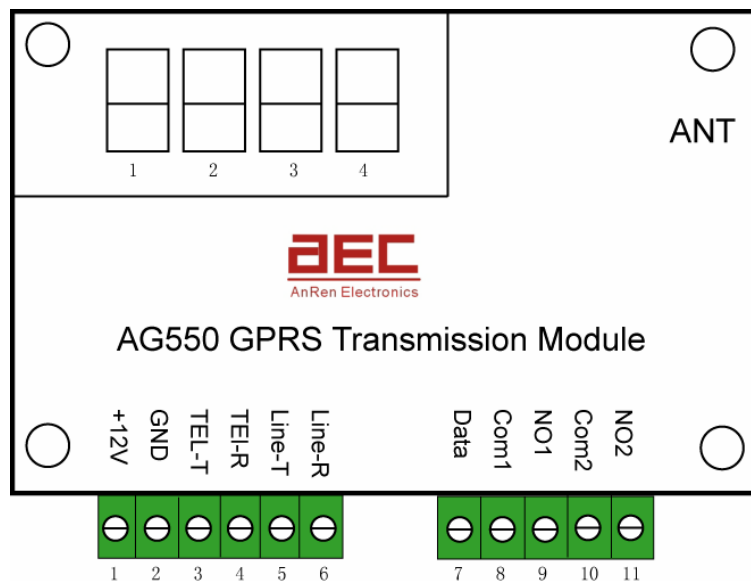 1 2 3 4
ANT
aEC
AnRen Electronics
AG550 GPRS Transmission Module
+12V GND TEL-T TEl-R Line-T Line-R Data Com1 NO1 Com2 NO2
1 2 3 4 5 6 7 8 9 10 11